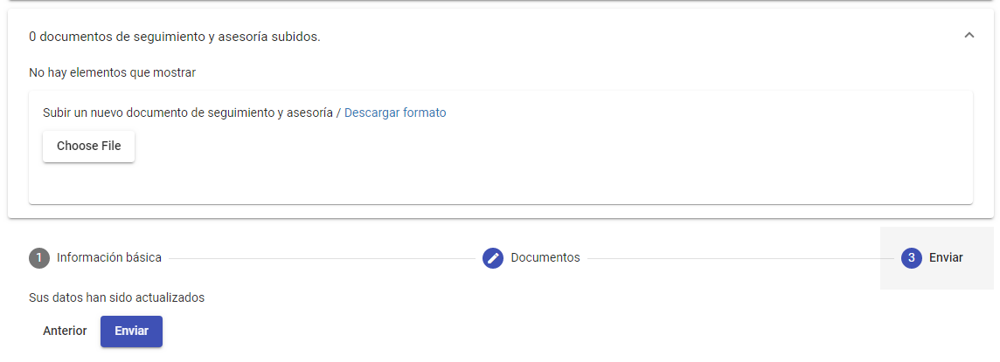 0 documentos de seguimiento y asesoría subidos.
No hay elementos que mostrar
Subir un nuevo documento de seguimiento y asesoría / Descargar formato
Choose File
1 Información básica Documentos 3 Enviar
Sus datos han sido actualizados
Anterior Enviar